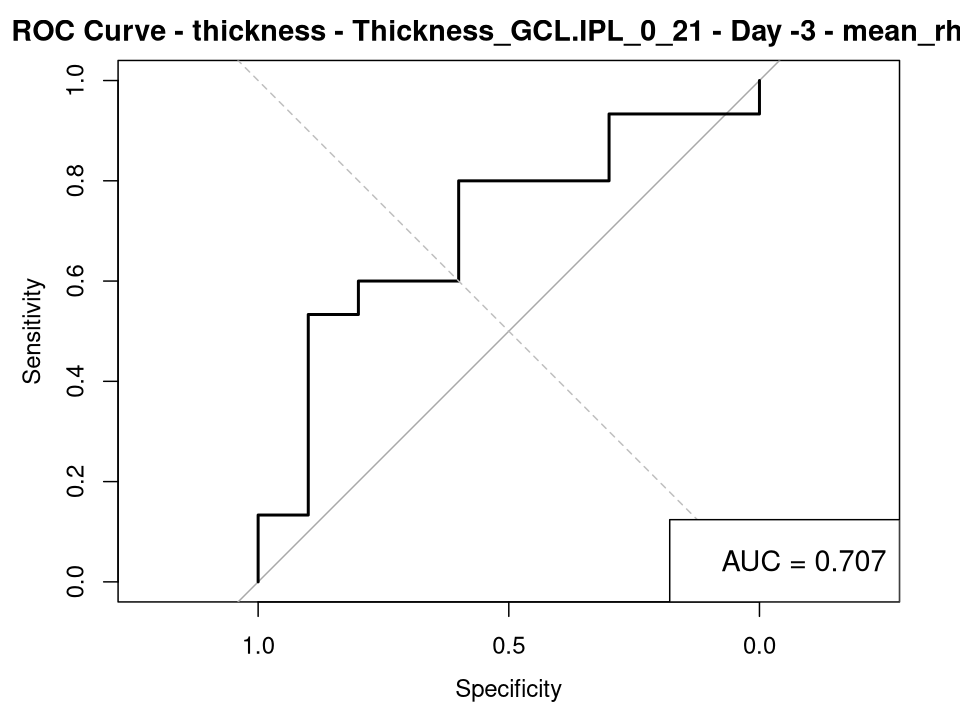 ROC Curve - thickness - Thickness_GCL.IPL_0_21 - Day -3 - mean_rh
1.0
0.8
0.6
0.4
0.2
0.0
Sensitivity
AUC = 0.707
1.0 0.5 0.0
Specificity